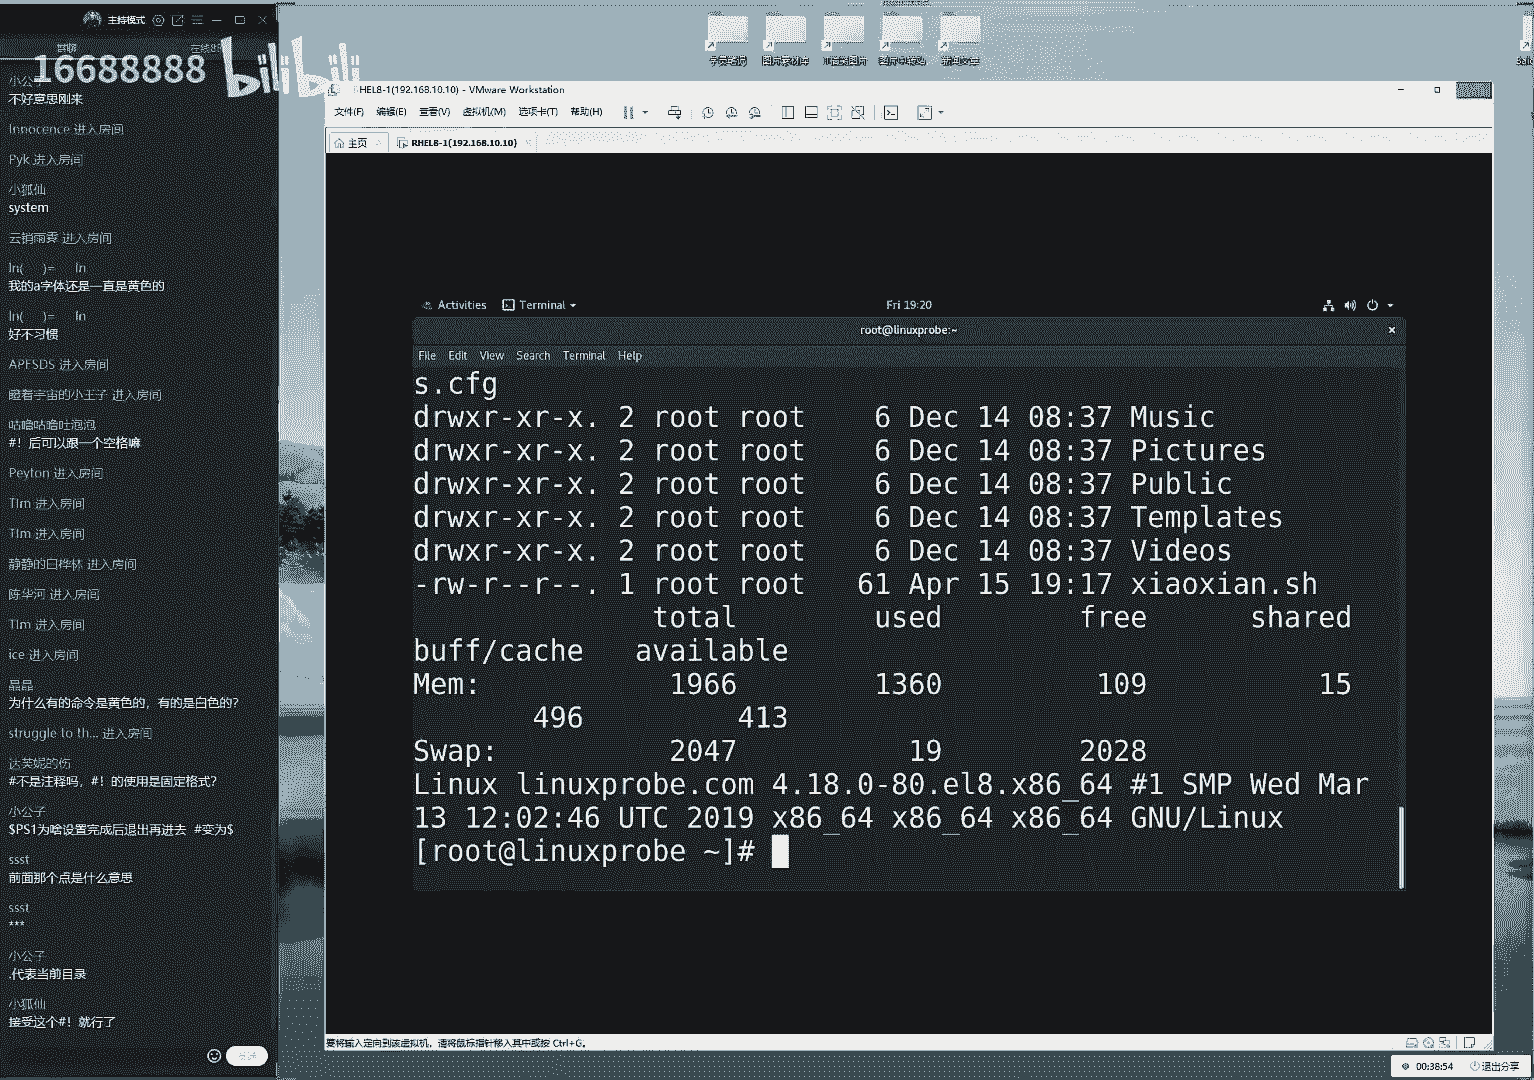 主持模式
16688888 bilibili
小公子
不好意思刚来
Innocence 进入房间
Pyk 进入房间
小狐仙
system
云销雨霁 进入房间
ln( )= ln
我的a字体还是一直是黄色的
ln( )= ln
好不习惯
APFSDS 进入房间
瞪着宇宙的小王子 进入房间
咕噜咕噜吐泡泡
#！后可以跟一个空格嘛
Peyton 进入房间
TIm 进入房间
TIm 进入房间
静静的白桦林 进入房间
陈华河 进入房间
TIm 进入房间
ice 进入房间
晶晶
为什么有的命令是黄色的，有的是白色的？
struggle to th... 进入房间
达芙妮的伤
#不是注释吗，#！的使用是固定格式？
小公子
$PS1为啥设置完成后退出再进去 #变为$
ssst
前面那个点是什么意思
ssst
***
小公子
.代表当前目录
小狐仙
接受这个#！就行了
发送
RHEL8-1(192.168.10.10) - VMware Workstation
文件(F) 编辑(E) 查看(V) 虚拟机(M) 选项卡(T) 帮助(H)
主页 RHEL8-1(192.168.10.10)
Activities Terminal Fri 19:20
root@linuxprobe:~
File Edit View Search Terminal Help
s.cfg
drwxr-xr-x. 2 root root 6 Dec 14 08:37 Music
drwxr-xr-x. 2 root root 6 Dec 14 08:37 Pictures
drwxr-xr-x. 2 root root 6 Dec 14 08:37 Public
drwxr-xr-x. 2 root root 6 Dec 14 08:37 Templates
drwxr-xr-x. 2 root root 6 Dec 14 08:37 Videos
-rw-r--r--. 1 root root 61 Apr 15 19:17 xiaoxian.sh
total used free shared
buff/cache available
Mem: 1966 1360 109 15
496 413
Swap: 2047 19 2028
Linux linuxprobe.com 4.18.0-80.el8.x86_64 #1 SMP Wed Mar
13 12:02:46 UTC 2019 x86_64 x86_64 x86_64 GNU/Linux
[root@linuxprobe ~]#
要将输入定向到该虚拟机，请将鼠标指针移入其中或按 Ctrl+G。
00:38:54 退出分享